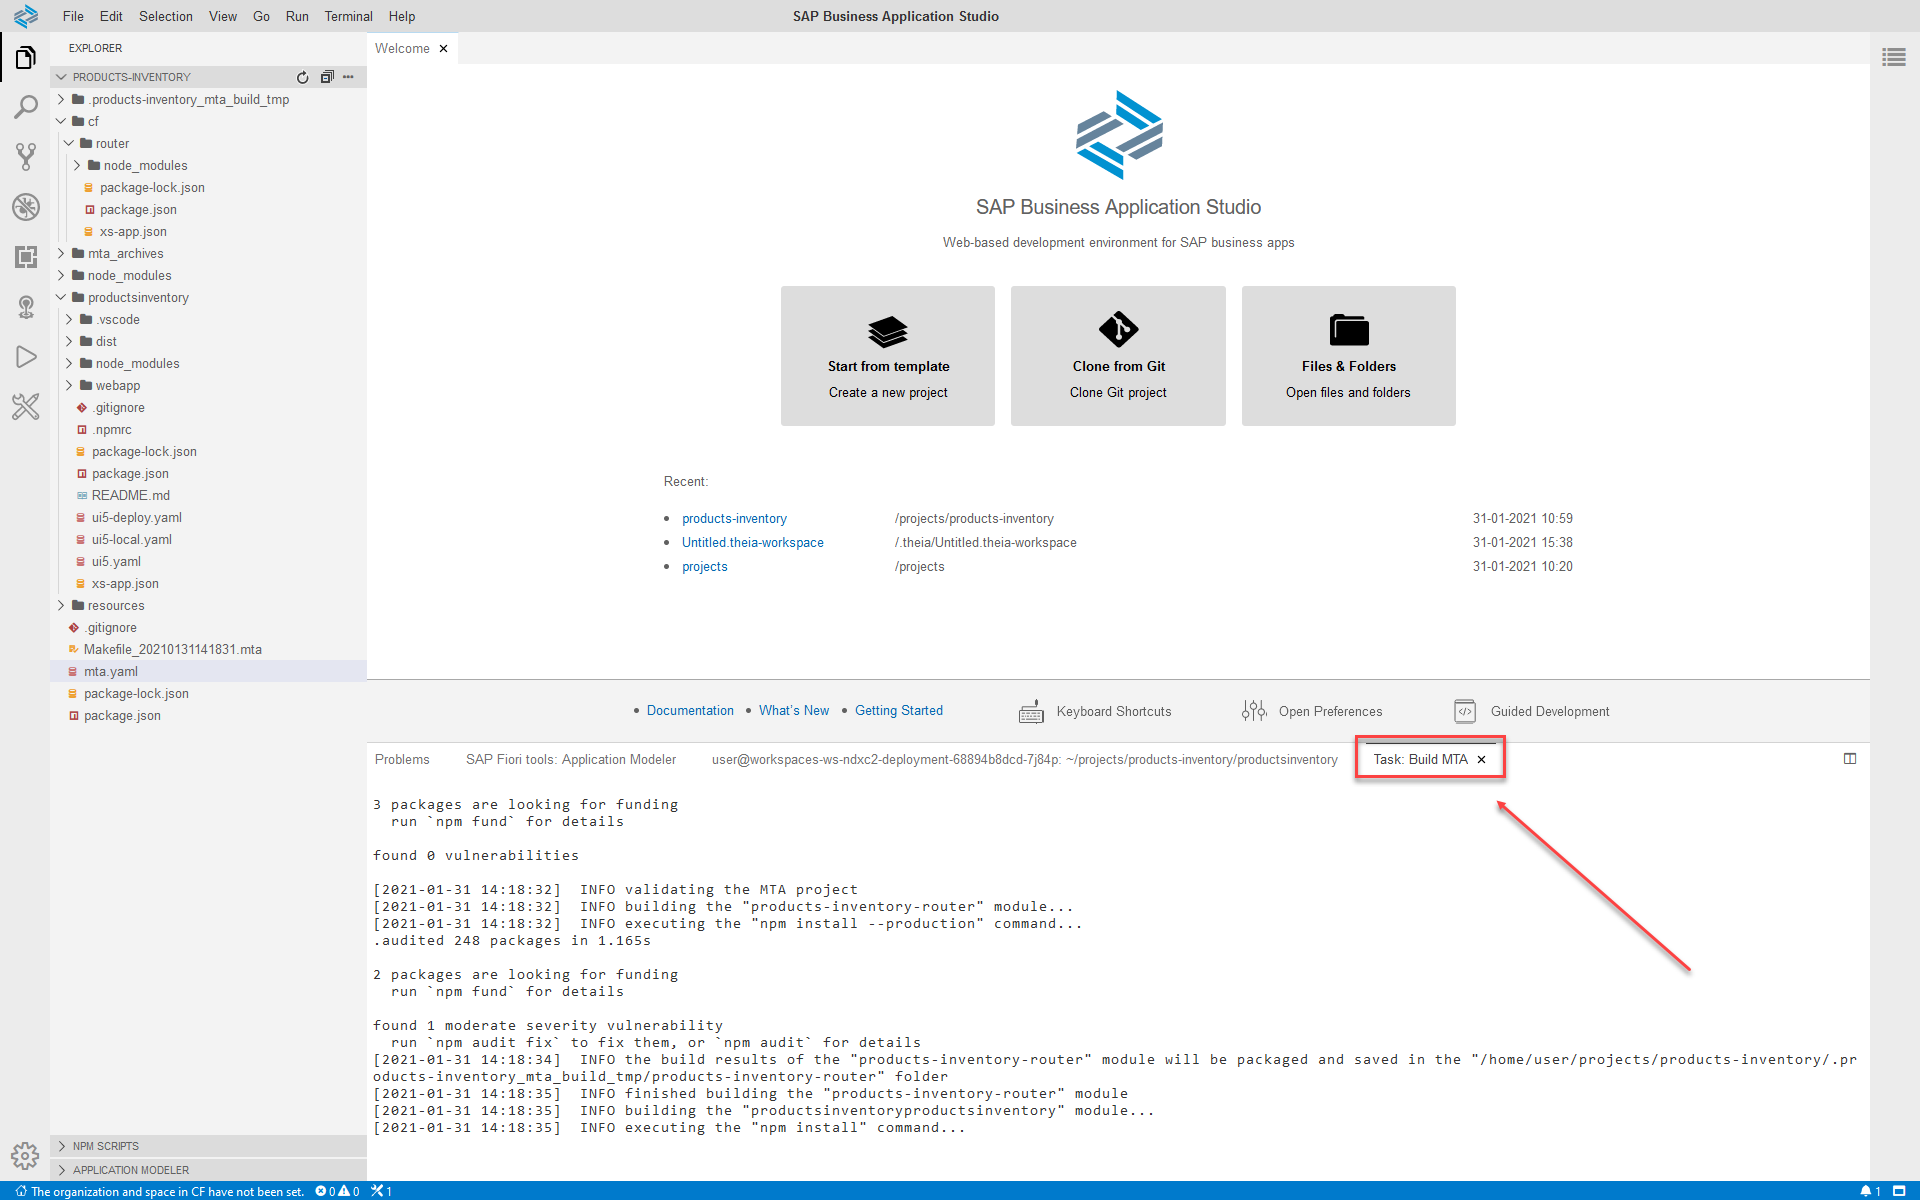 File Edit Selection View Go Run Terminal Help
SAP Business Application Studio
EXPLORER
PRODUCTS-INVENTORY
.products-inventory_mta_build_tmp
cf
router
node_modules
package-lock.json
package.json
xs-app.json
mta_archives
node_modules
productsinventory
.vscode
dist
node_modules
webapp
.gitignore
.npmrc
package-lock.json
package.json
README.md
ui5-deploy.yaml
ui5-local.yaml
ui5.yaml
xs-app.json
resources
.gitignore
Makefile_20210131141831.mta
mta.yaml
package-lock.json
package.json
NPM SCRIPTS
APPLICATION MODELER
Welcome
SAP Business Application Studio
Web-based development environment for SAP business apps
Start from template
Create a new project
Clone from Git
Clone Git project
Files & Folders
Open files and folders
Recent:
products-inventory /projects/products-inventory 31-01-2021 10:59
Untitled.theia-workspace /.theia/Untitled.theia-workspace 31-01-2021 15:38
projects /projects 31-01-2021 10:20
Documentation What's New Getting Started Keyboard Shortcuts Open Preferences Guided Development
Problems SAP Fiori tools: Application Modeler user@workspaces-ws-ndxc2-deployment-68894b8dcd-7j84p: ~/projects/products-inventory/productsinventory Task: Build MTA
3 packages are looking for funding
run `npm fund` for details
found 0 vulnerabilities
[2021-01-31 14:18:32] INFO validating the MTA project
[2021-01-31 14:18:32] INFO building the "products-inventory-router" module...
[2021-01-31 14:18:32] INFO executing the "npm install --production" command...
.audited 248 packages in 1.165s
2 packages are looking for funding
run `npm fund` for details
found 1 moderate severity vulnerability
run `npm audit fix` to fix them, or `npm audit` for details
[2021-01-31 14:18:34] INFO the build results of the "products-inventory-router" module will be packaged and saved in the "/home/user/projects/products-inventory/.pr
oducts-inventory_mta_build_tmp/products-inventory-router" folder
[2021-01-31 14:18:35] INFO finished building the "products-inventory-router" module
[2021-01-31 14:18:35] INFO building the "productsinventoryproductsinventory" module...
[2021-01-31 14:18:35] INFO executing the "npm install" command...
The organization and space in CF have not been set. 0 0 1
1